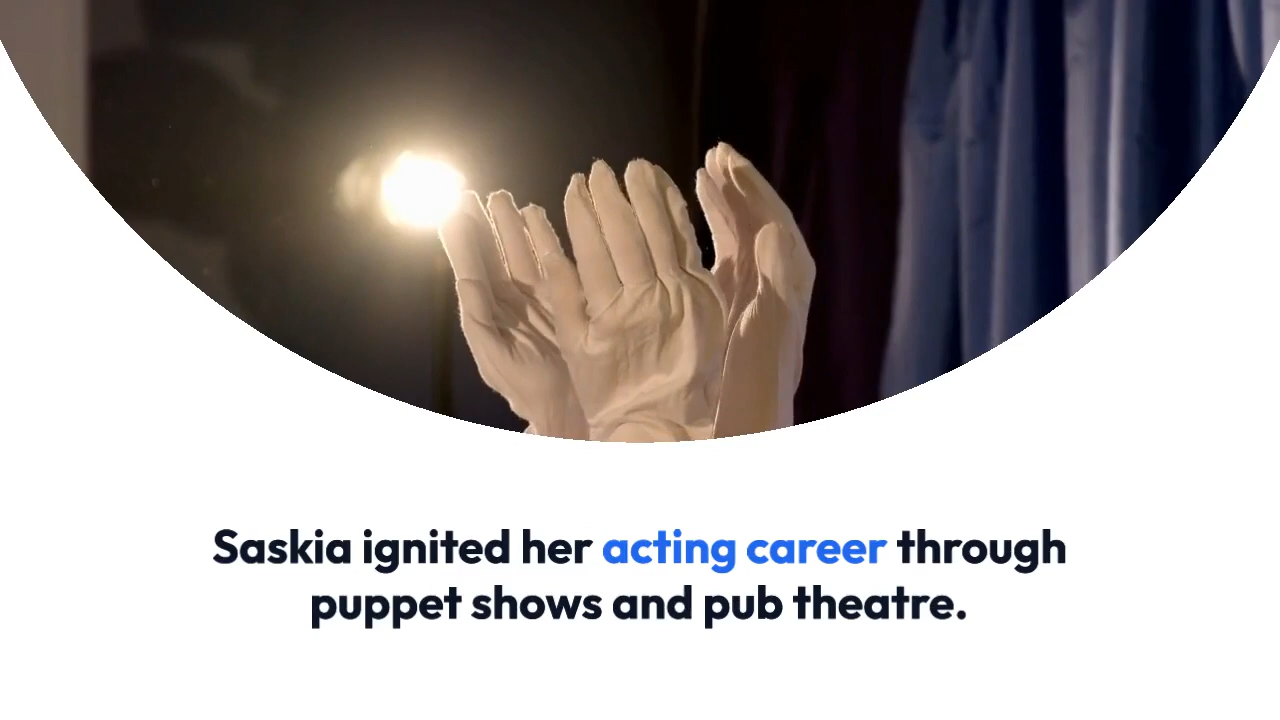 Saskia ignited her acting career through
puppet shows and pub theatre.